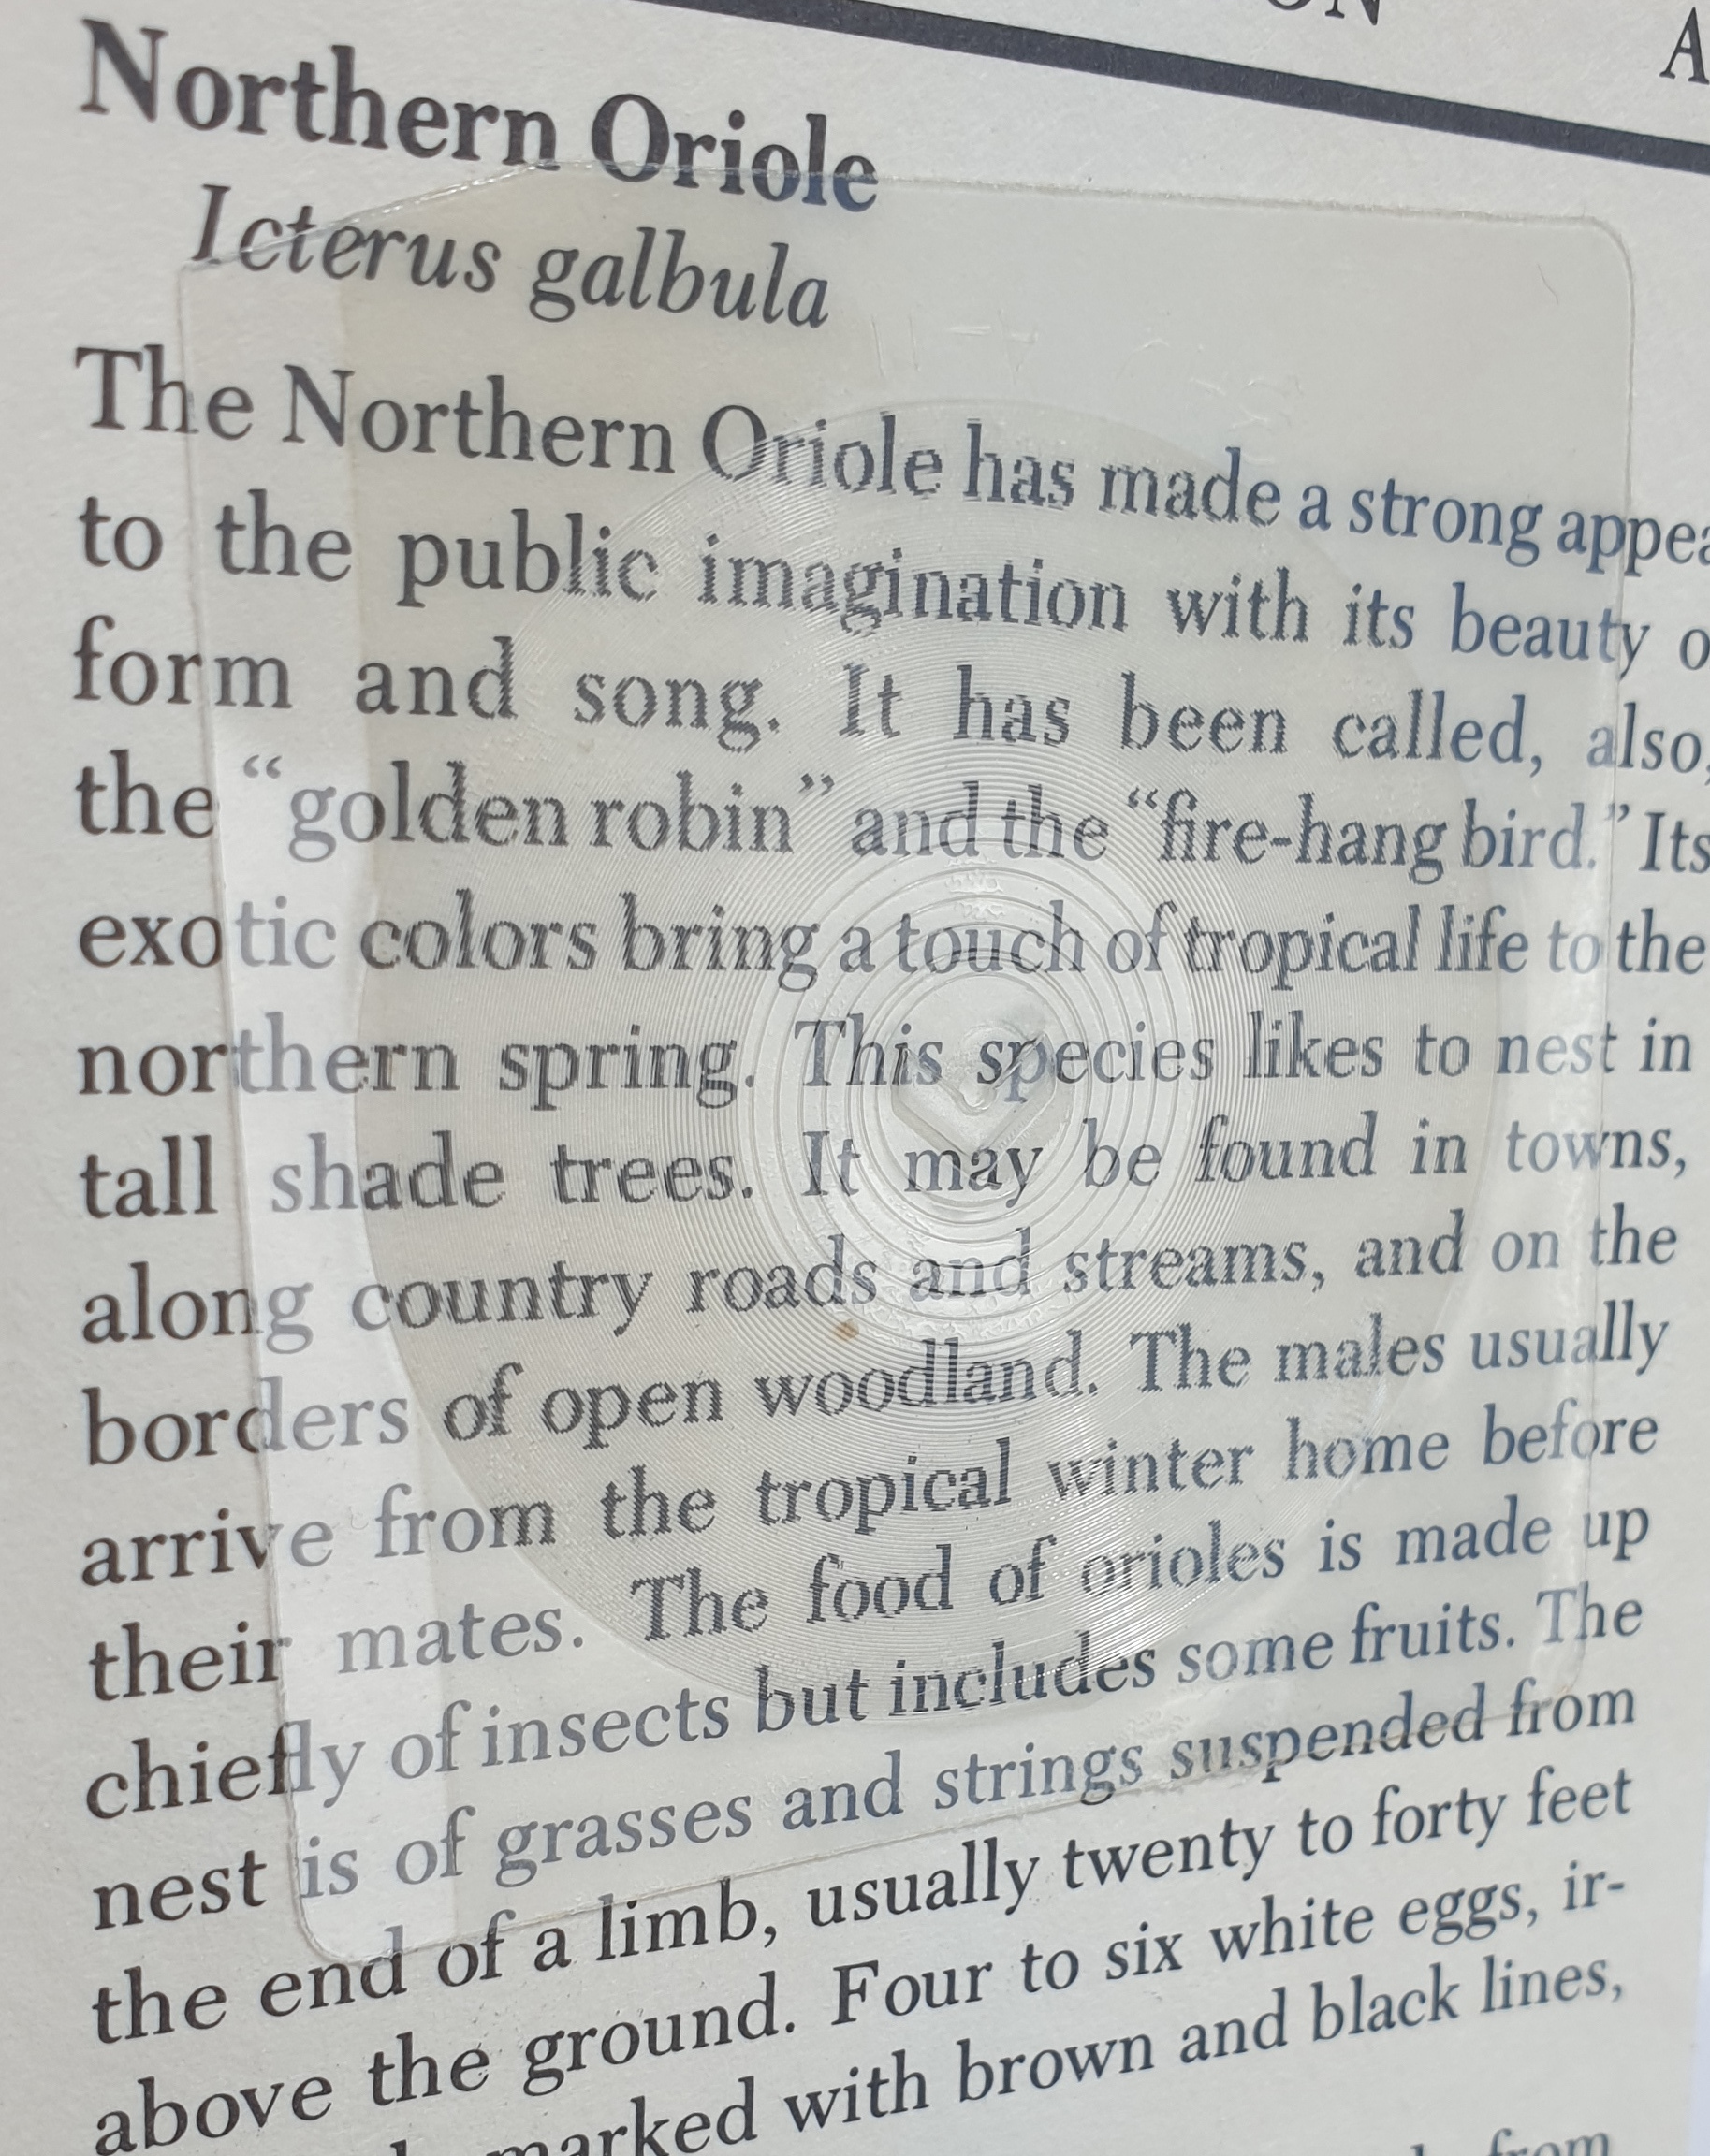 ON A
Northern Oriole
Icterus galbula
The Northern Oriole has made a strong appea
to the public imagination with its beauty o
form and song. It has been called, also,
the “golden robin” and the “fire-hang bird.” Its
exotic colors bring a touch of tropical life to the
northern spring. This species likes to nest in
tall shade trees. It may be found in towns,
along country roads and streams, and on the
borders of open woodland. The males usually
arrive from the tropical winter home before
their mates. The food of orioles is made up
chiefly of insects but includes some fruits. The
nest is of grasses and strings suspended from
the end of a limb, usually twenty to forty feet
above the ground. Four to six white eggs, ir-
marked with brown and black lines,
from